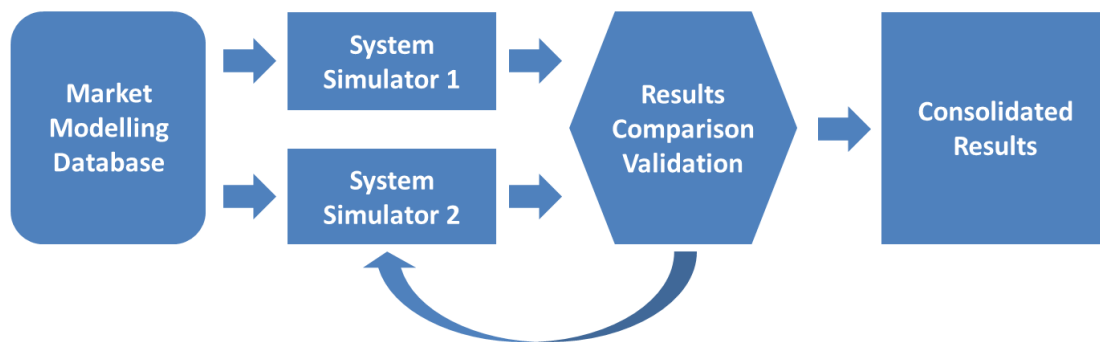 Market
Modelling
Database
System
Simulator 1
System
Simulator 2
Results
Comparison
Validation
Consolidated
Results